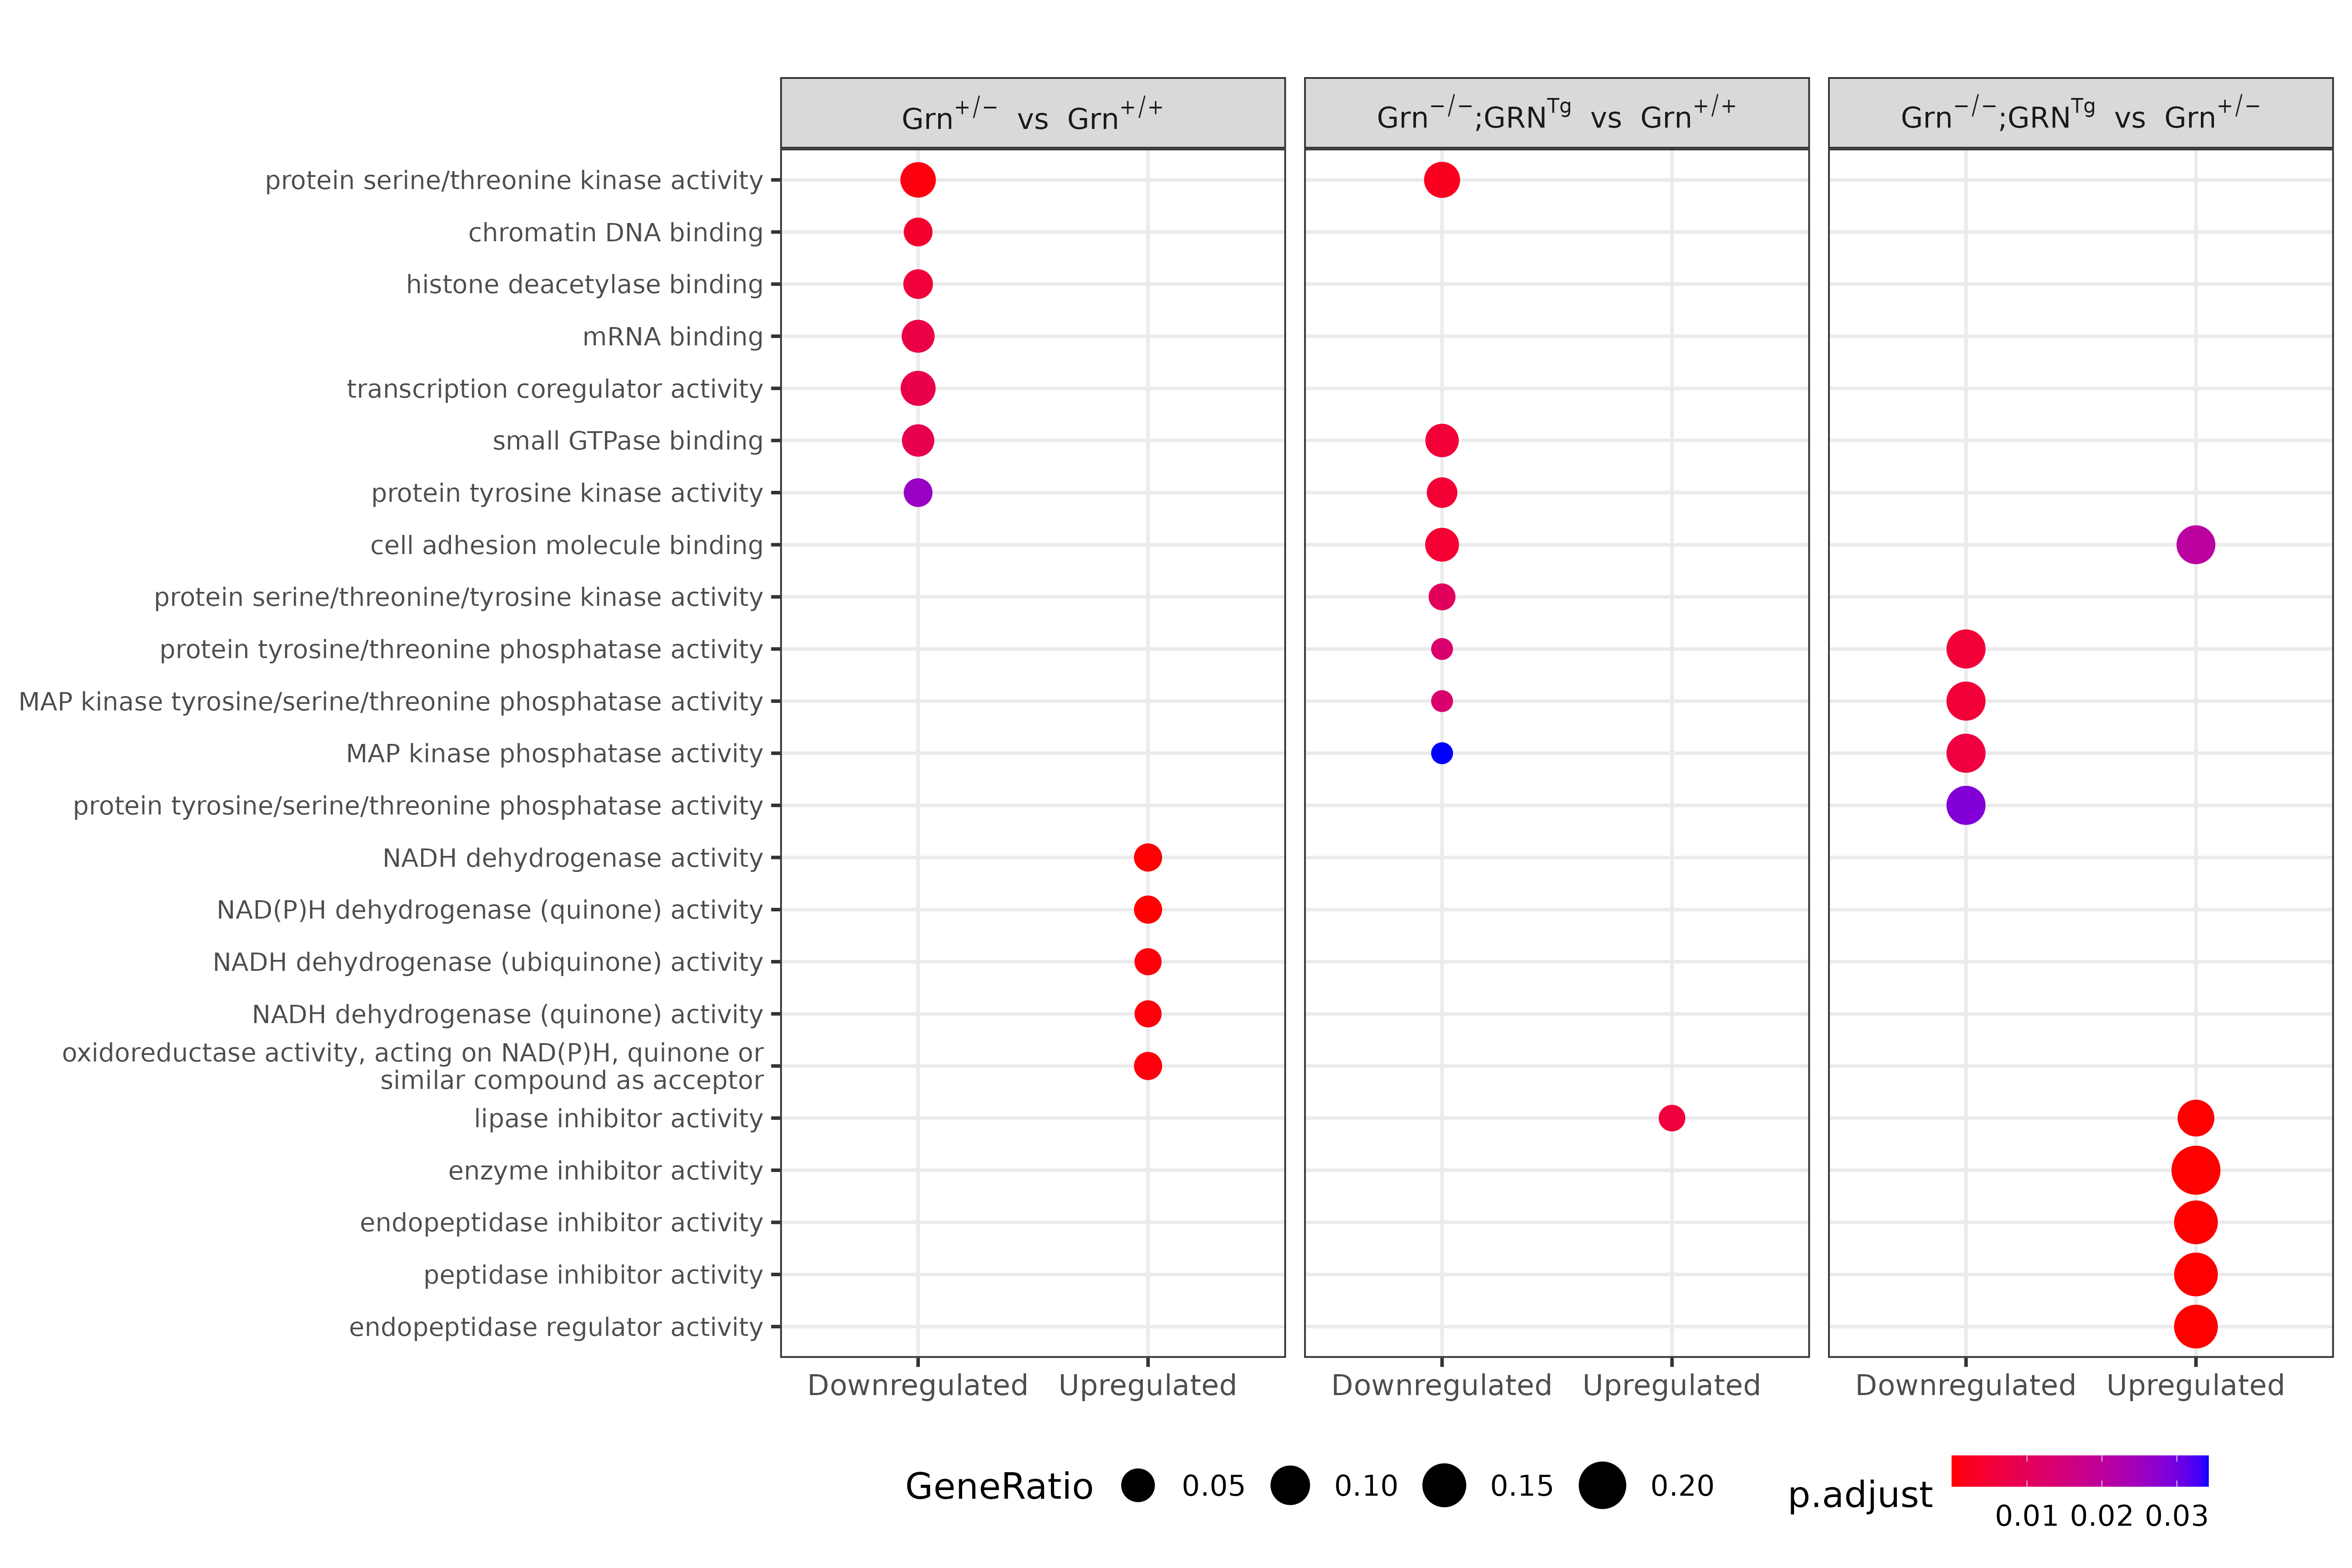 Grn+/− vs Grn+/+
Grn−/−;GRNTg vs Grn+/+
Grn−/−;GRNTg vs Grn+/−
protein serine/threonine kinase activity
chromatin DNA binding
histone deacetylase binding
mRNA binding
transcription coregulator activity
small GTPase binding
protein tyrosine kinase activity
cell adhesion molecule binding
protein serine/threonine/tyrosine kinase activity
protein tyrosine/threonine phosphatase activity
MAP kinase tyrosine/serine/threonine phosphatase activity
MAP kinase phosphatase activity
protein tyrosine/serine/threonine phosphatase activity
NADH dehydrogenase activity
NAD(P)H dehydrogenase (quinone) activity
NADH dehydrogenase (ubiquinone) activity
NADH dehydrogenase (quinone) activity
oxidoreductase activity, acting on NAD(P)H, quinone or
similar compound as acceptor
lipase inhibitor activity
enzyme inhibitor activity
endopeptidase inhibitor activity
peptidase inhibitor activity
endopeptidase regulator activity
Downregulated Upregulated
Downregulated Upregulated
Downregulated Upregulated
GeneRatio 0.05 0.10 0.15 0.20
p.adjust
0.01 0.02 0.03